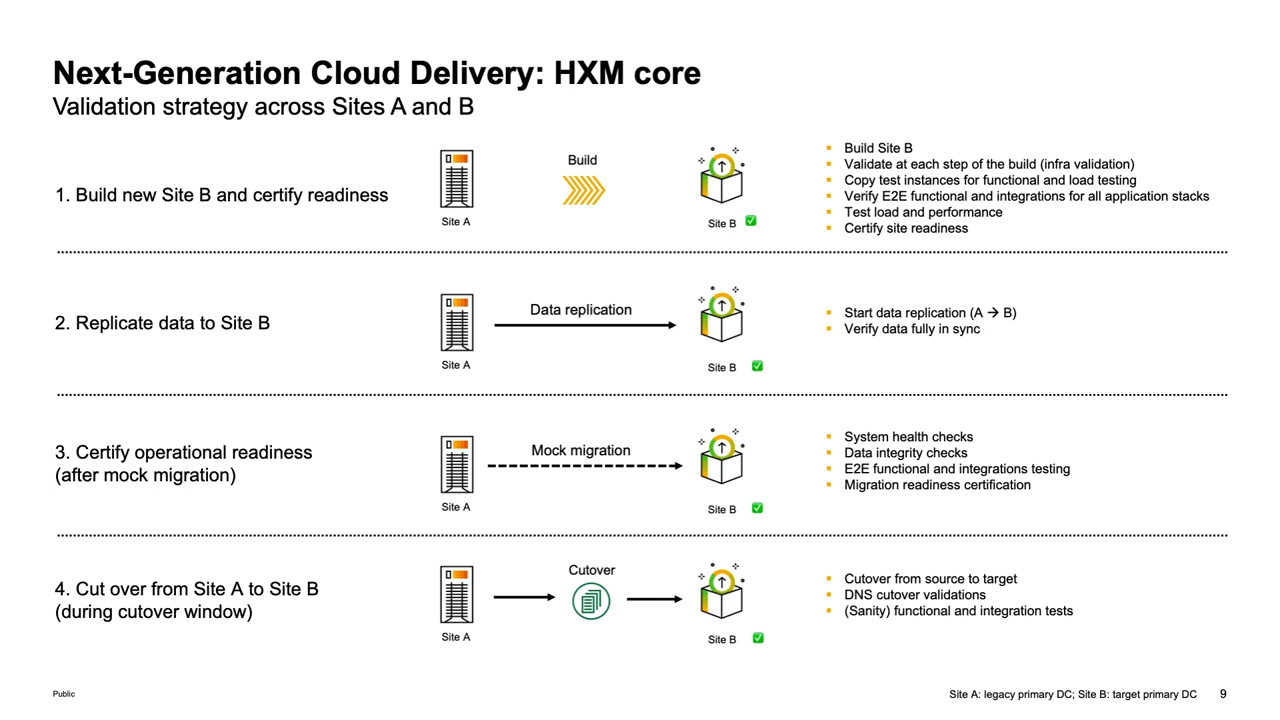 Next-Generation Cloud Delivery: HXM core
Validation strategy across Sites A and B
1. Build new Site B and certify readiness
Site A
Build
Site B
Build Site B
Validate at each step of the build (infra validation)
Copy test instances for functional and load testing
Verify E2E functional and integrations for all application stacks
Test load and performance
Certify site readiness
2. Replicate data to Site B
Site A
Data replication
Site B
Start data replication (A → B)
Verify data fully in sync
3. Certify operational readiness
(after mock migration)
Site A
Mock migration
Site B
System health checks
Data integrity checks
E2E functional and integrations testing
Migration readiness certification
4. Cut over from Site A to Site B
(during cutover window)
Site A
Cutover
Site B
Cutover from source to target
DNS cutover validations
(Sanity) functional and integration tests
Public
Site A: legacy primary DC; Site B: target primary DC
9